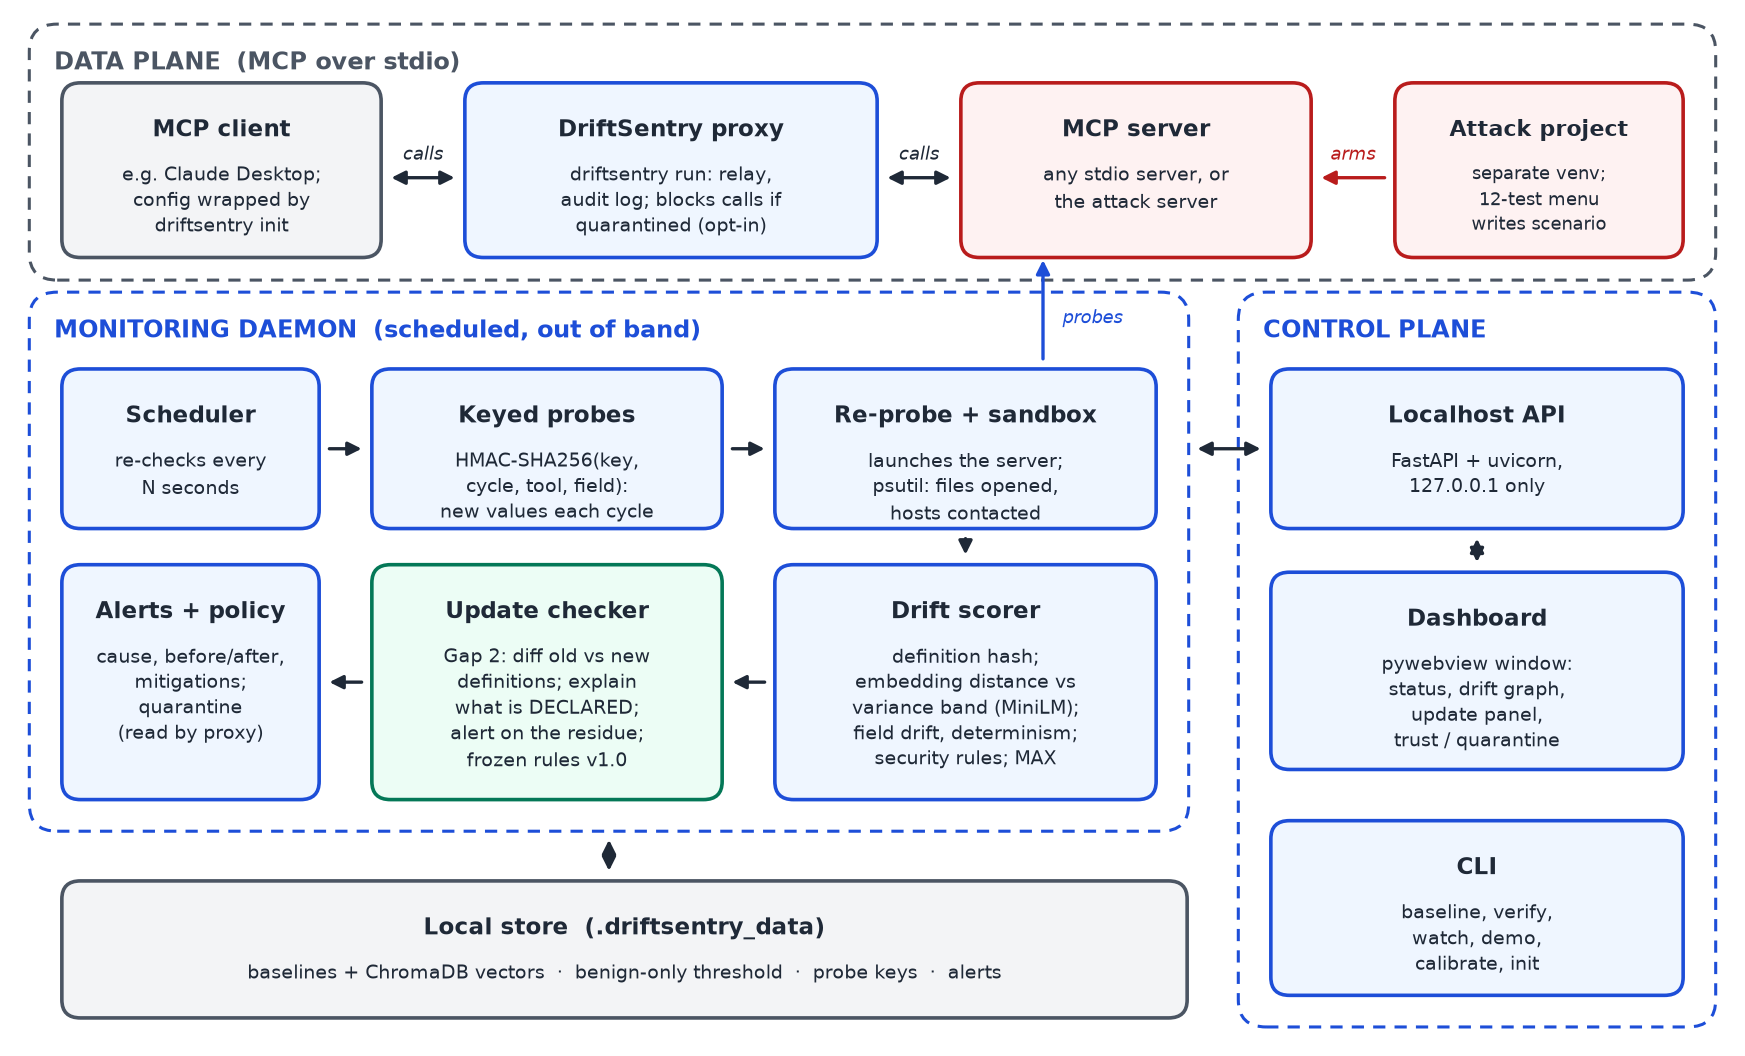 DATA PLANE  (MCP over stdio)
MCP client
e.g. Claude Desktop;
config wrapped by
driftsentry init
calls
DriftSentry proxy
driftsentry run: relay,
audit log; blocks calls if
quarantined (opt-in)
calls
MCP server
any stdio server, or
the attack server
arms
Attack project
separate venv;
12-test menu
writes scenario
MONITORING DAEMON  (scheduled, out of band)
probes
Scheduler
re-checks every
N seconds
Keyed probes
HMAC-SHA256(key,
cycle, tool, field):
new values each cycle
Re-probe + sandbox
launches the server;
psutil: files opened,
hosts contacted
Alerts + policy
cause, before/after,
mitigations;
quarantine
(read by proxy)
Update checker
Gap 2: diff old vs new
definitions; explain
what is DECLARED;
alert on the residue;
frozen rules v1.0
Drift scorer
definition hash;
embedding distance vs
variance band (MiniLM);
field drift, determinism;
security rules; MAX
CONTROL PLANE
Localhost API
FastAPI + uvicorn,
127.0.0.1 only
Dashboard
pywebview window:
status, drift graph,
update panel,
trust / quarantine
CLI
baseline, verify,
watch, demo,
calibrate, init
Local store  (.driftsentry_data)
baselines + ChromaDB vectors  ·  benign-only threshold  ·  probe keys  ·  alerts